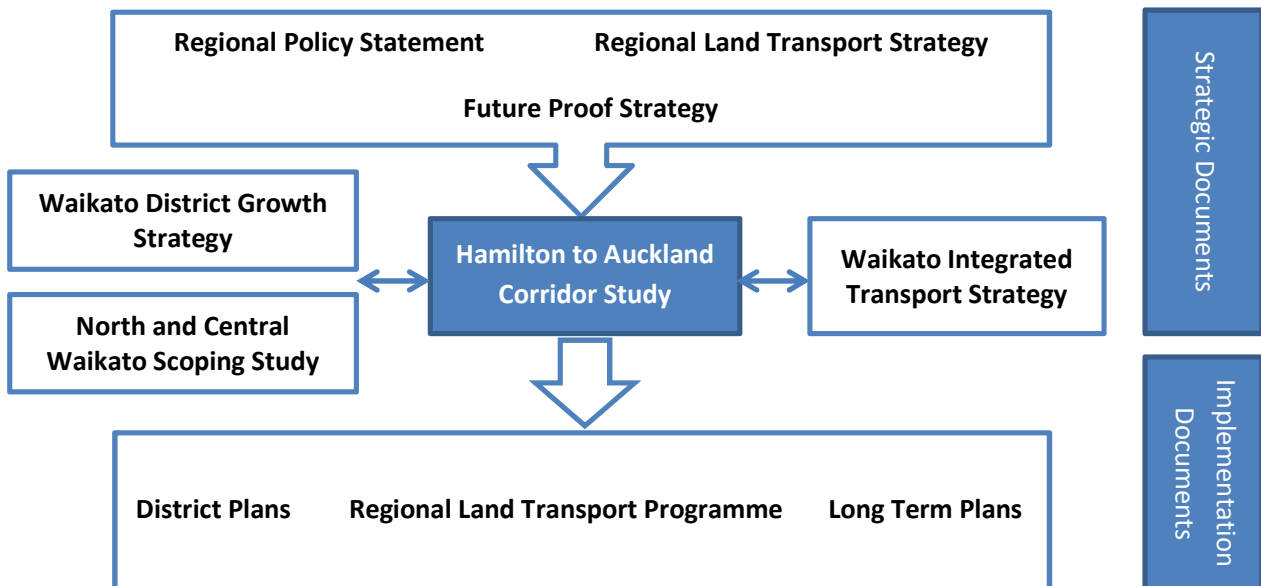 Regional Policy Statement
Regional Land Transport Strategy
Future Proof Strategy
Strategic Documents
Waikato District Growth
Strategy
Hamilton to Auckland
Corridor Study
Waikato Integrated
Transport Strategy
North and Central
Waikato Scoping Study
Implementation
Documents
District Plans
Regional Land Transport Programme
Long Term Plans